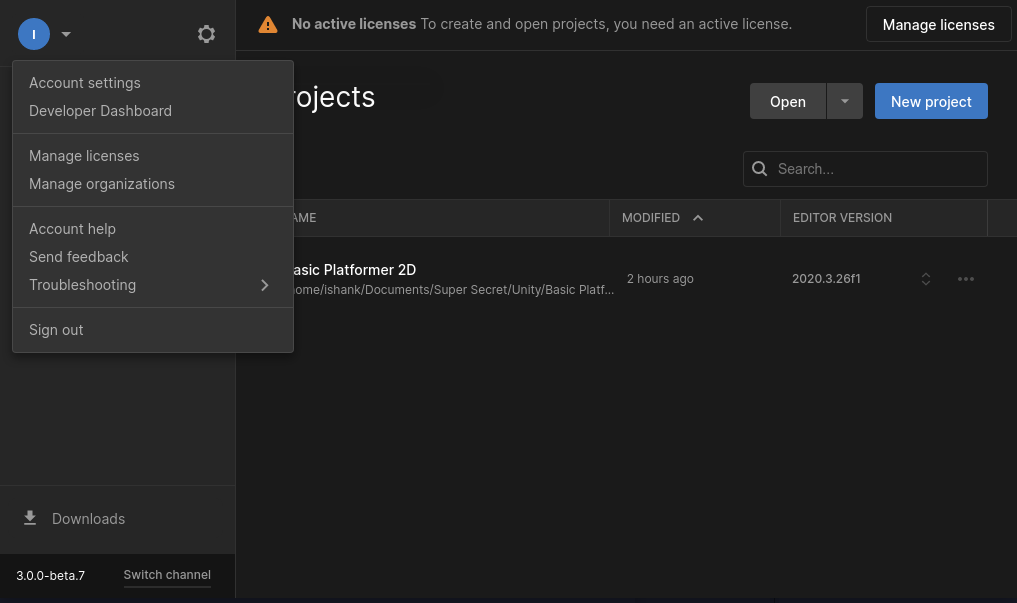 I
No active licenses To create and open projects, you need an active license.
Manage licenses
Account settings
Developer Dashboard
Manage licenses
Manage organizations
Account help
Send feedback
Troubleshooting
Sign out
rojects
Open
New project
Search...
AME
MODIFIED
EDITOR VERSION
asic Platformer 2D
ome/ishank/Documents/Super Secret/Unity/Basic Platf...
2 hours ago
2020.3.26f1
Downloads
3.0.0-beta.7
Switch channel